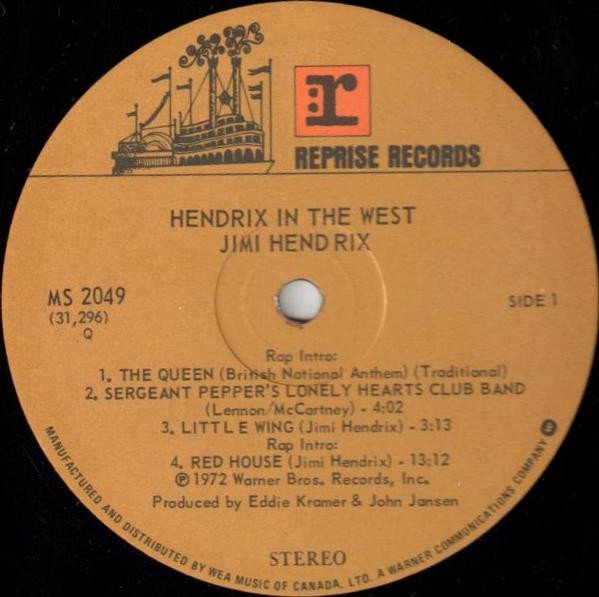 r
REPRISE RECORDS
HENDRIX IN THE WEST
JIMI HENDRIX
MS 2049
(31,296)
Q
SIDE 1
Rap Intro:
1. THE QUEEN (British National Anthem) (Traditional)
2. SERGEANT PEPPER'S LONELY HEARTS CLUB BAND
(Lennon/McCartney) - 4:02
3. LITTLE WING (Jimi Hendrix) - 3:13
Rap Intro:
4. RED HOUSE (Jimi Hendrix) - 13:12
℗ 1972 Warner Bros. Records, Inc.
Produced by Eddie Kramer & John Jansen
STEREO
MANUFACTURED AND DISTRIBUTED BY WEA MUSIC OF CANADA, LTD. A WARNER COMMUNICATIONS COMPANY